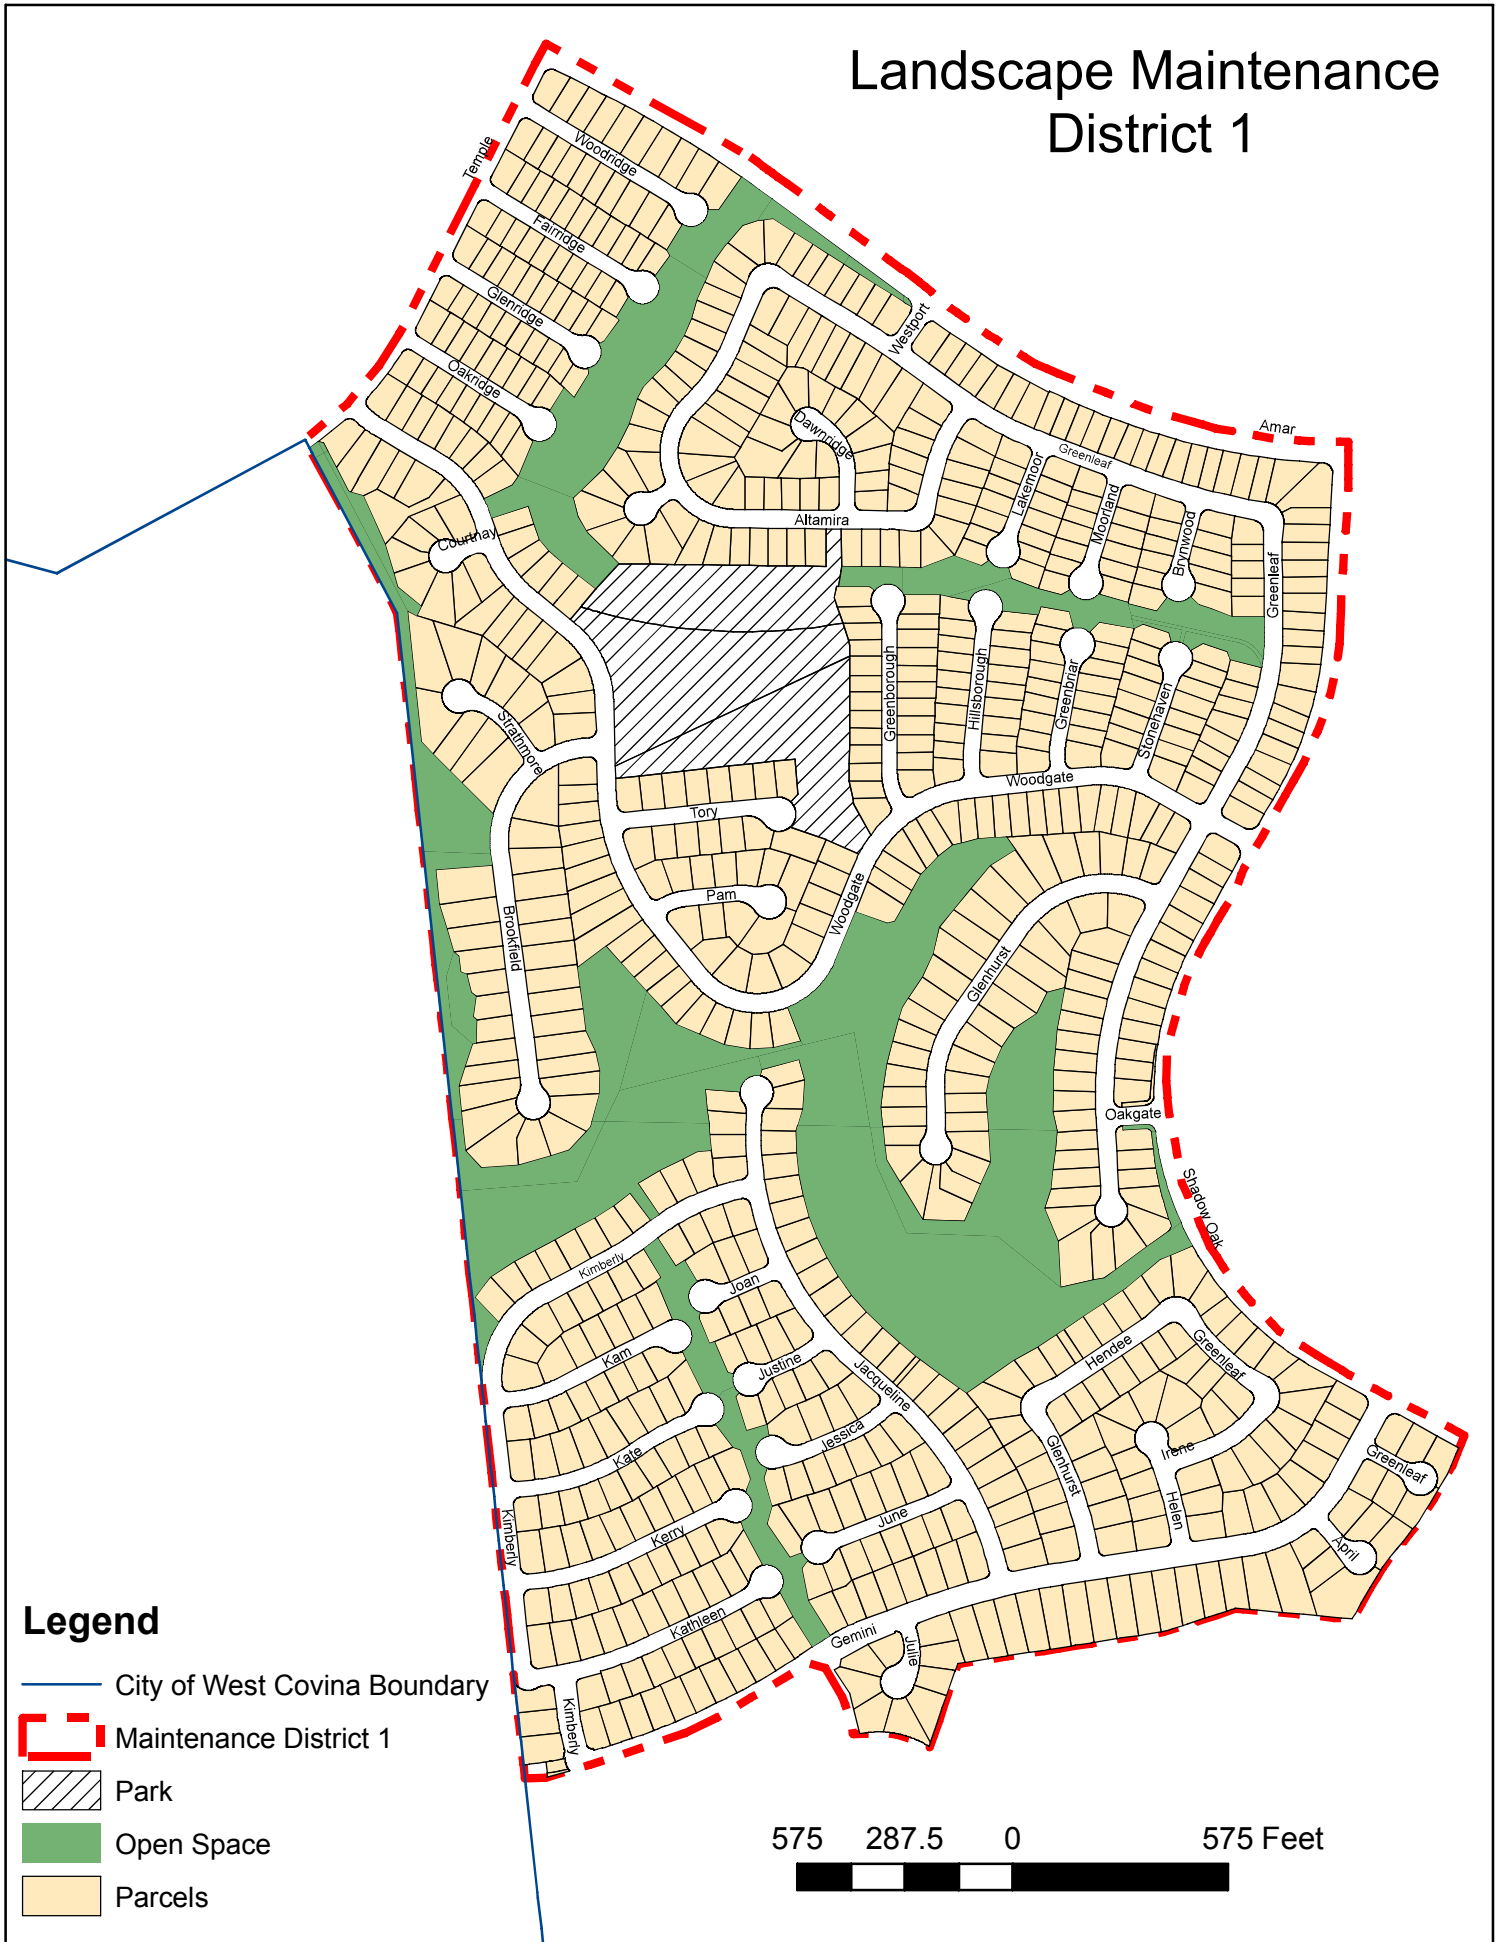 Landscape Maintenance
District 1
Temple
Woodridge
Fairridge
Glenridge
Oakridge
Westport
Amar
Dawnridge
Greenleaf
Lakemoor
Moorland
Brynwood
Greenleaf
Altamira
Courtnay
Strathmore
Greenborough
Hillsborough
Greenbriar
Stonehaven
Woodgate
Tory
Pam
Woodgate
Brookfield
Glenhurst
Oakgate
Shadow Oak
Kimberly
Joan
Kam
Justine
Jacqueline
Hendee
Greenleaf
Jessica
Kate
Glenhurst
Irene
Greenleaf
Helen
June
Kerry
Kimberly
April
Kathleen
Gemini
Julie
Kimberly
Legend
City of West Covina Boundary
Maintenance District 1
Park
Open Space
Parcels
575 287.5 0 575 Feet